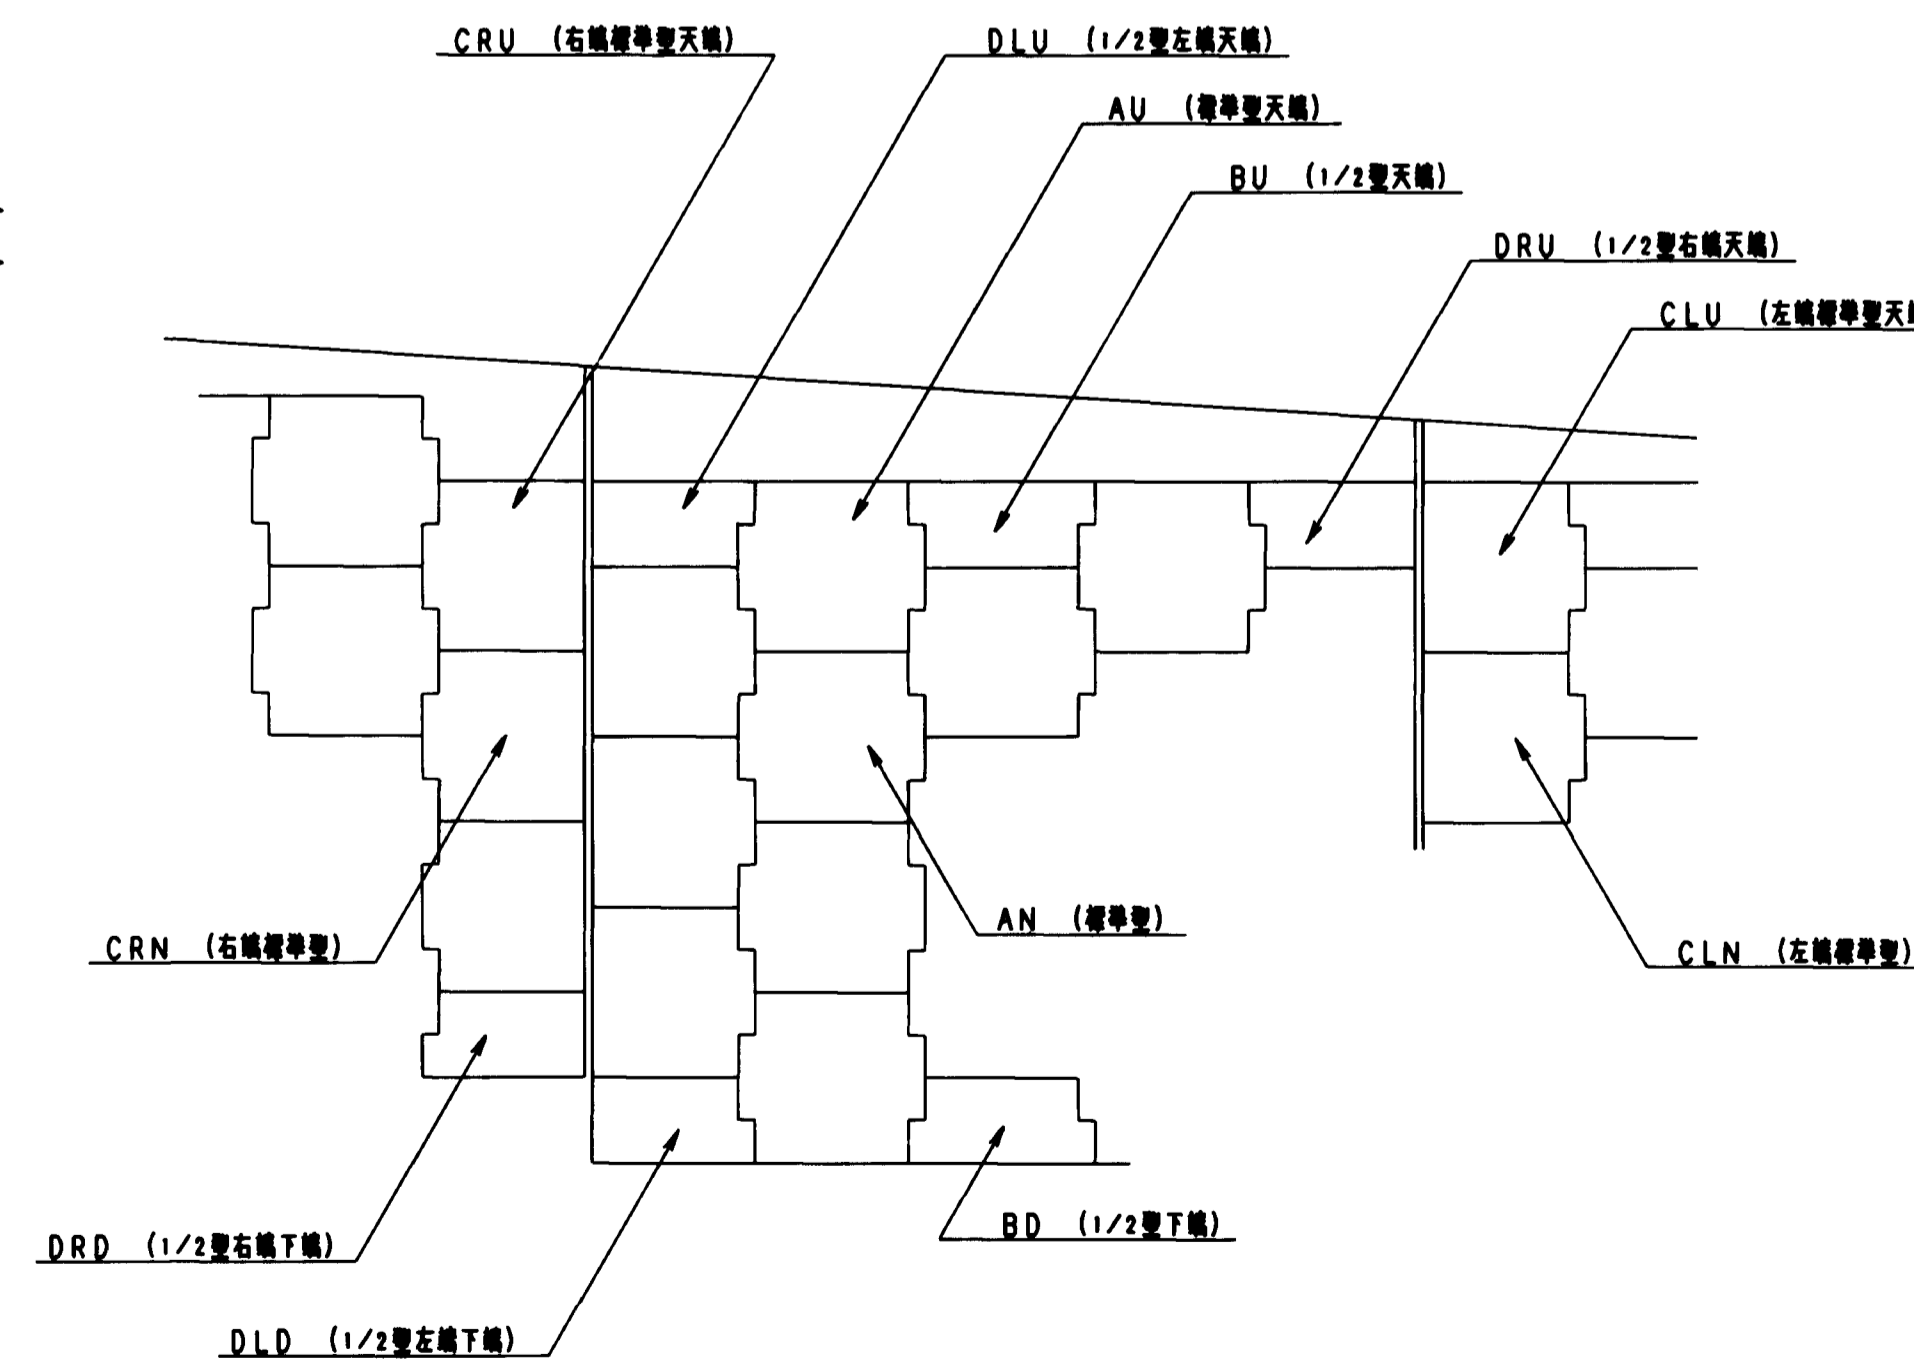 CRU (右端標準型天端)
DLU (1/2型左端天端)
AU (標準型天端)
BU (1/2型天端)
DRU (1/2型右端天端)
CLU (左端標準型天端
CRN (右端標準型)
AN (標準型)
CLN (左端標準型)
DRD (1/2型右端下端)
BD (1/2型下端)
DLD (1/2型左端下端)